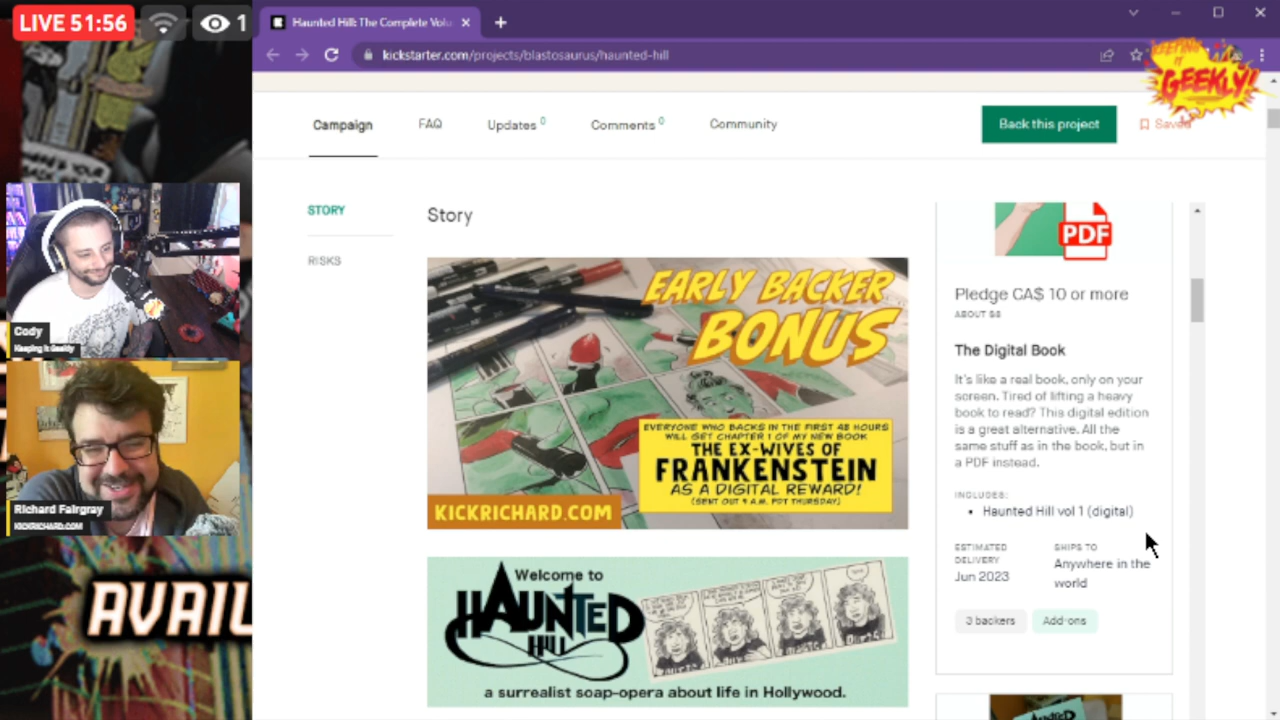 LIVE 51:56
1
Haunted Hill: The Complete Volu
kickstarter.com/projects/blastosaurus/haunted-hill
KEEPING IT
GEEKLY!
Campaign
FAQ
Updates 0
Comments 0
Community
Back this project
Saved
STORY
RISKS
Story
EARLY BACKER
BONUS
EVERYONE WHO BACKS IN THE FIRST 48 HOURS
WILL GET CHAPTER 1 OF MY NEW BOOK
THE EX-WIVES OF
FRANKENSTEIN
AS A DIGITAL REWARD!
(SENT OUT 9 A.M. PDT THURSDAY)
KICKRICHARD.COM
Welcome to
HAUNTED
HILL
a surrealist soap-opera about life in Hollywood.
PDF
Pledge CA$ 10 or more
ABOUT $8
The Digital Book
It's like a real book, only on your
screen. Tired of lifting a heavy
book to read? This digital edition
is a great alternative. All the
same stuff as in the book, but in
a PDF instead.
INCLUDES:
• Haunted Hill vol 1 (digital)
ESTIMATED
DELIVERY
Jun 2023
SHIPS TO
Anywhere in the
world
3 backers
Add-ons
Cody
Keeping It Geekly
Richard Fairgray
KICKRICHARD.COM
AVAIL